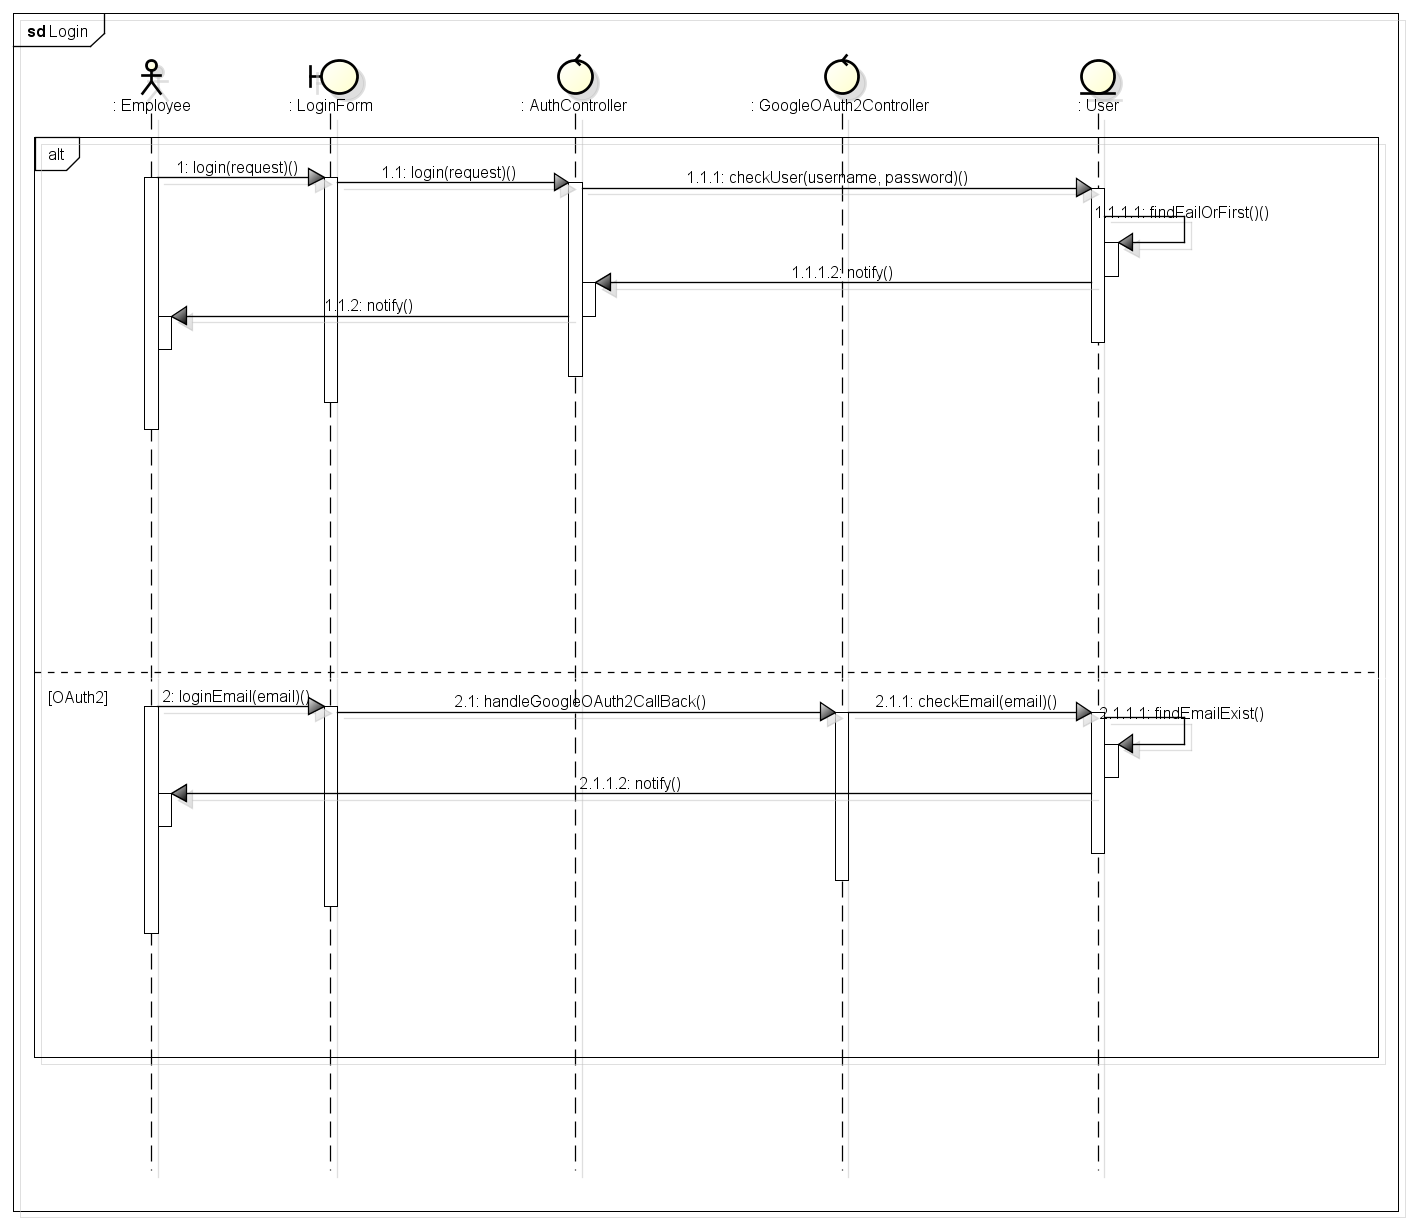 sd Login
: Employee
: LoginForm
: AuthController
: GoogleOAuth2Controller
: User
alt
1: login(request)()
1.1: login(request)()
1.1.1: checkUser(username, password)()
1.1.1.1: findFailOrFirst()()
1.1.1.2: notify()
1.1.2: notify()
[OAuth2]
2: loginEmail(email)()
2.1: handleGoogleOAuth2CallBack()
2.1.1: checkEmail(email)()
2.1.1.1: findEmailExist()
2.1.1.2: notify()